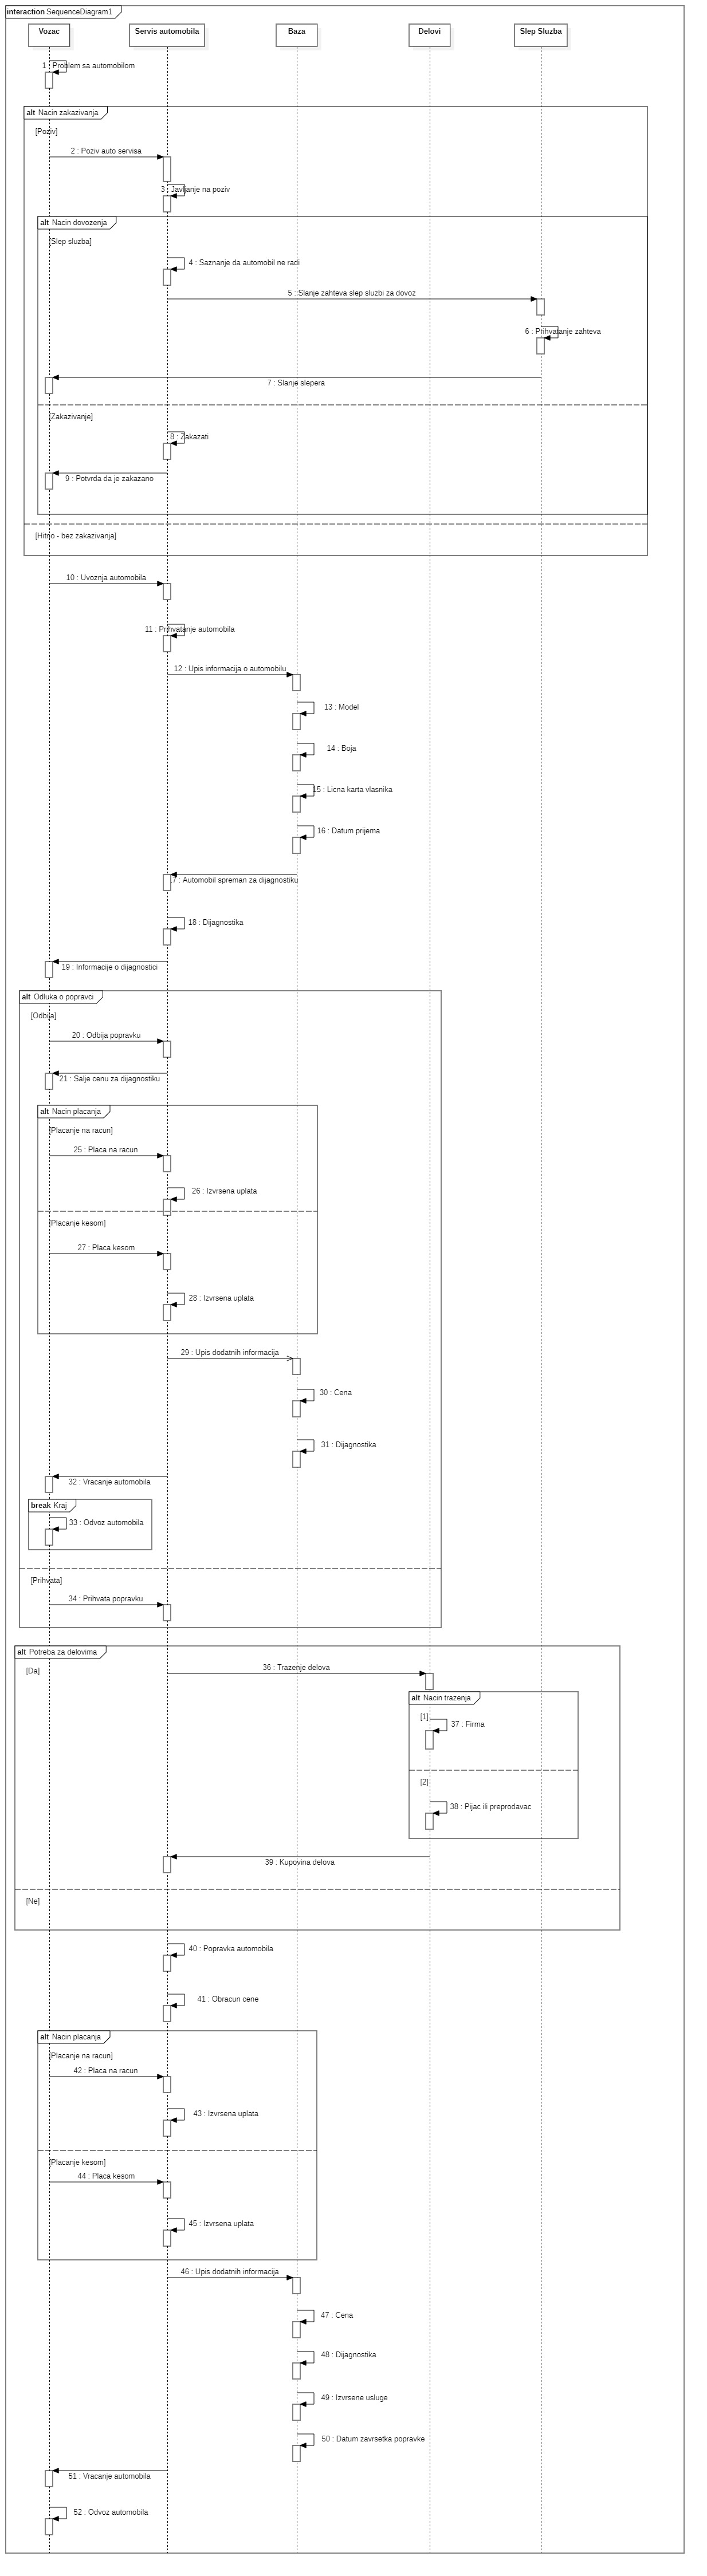 interaction SequenceDiagram1
Vozac
Servis automobila
Baza
Delovi
Slep Sluzba
1 : Problem sa automobilom
alt Nacin zakazivanja
[Poziv]
2 : Poziv auto servisa
3 : Javljanje na poziv
alt Nacin dovozenja
[Slep sluzba]
4 : Saznanje da automobil ne radi
5 : Slanje zahteva slep sluzbi za dovoz
6 : Prihvatanje zahteva
7 : Slanje slepera
[Zakazivanje]
8 : Zakazati
9 : Potvrda da je zakazano
[Hitno - bez zakazivanja]
10 : Uvoznja automobila
11 : Prihvatanje automobila
12 : Upis informacija o automobilu
13 : Model
14 : Boja
15 : Licna karta vlasnika
16 : Datum prijema
17 : Automobil spreman za dijagnostiku
18 : Dijagnostika
19 : Informacije o dijagnostici
alt Odluka o popravci
[Odbija]
20 : Odbija popravku
21 : Salje cenu za dijagnostiku
alt Nacin placanja
[Placanje na racun]
25 : Placa na racun
26 : Izvrsena uplata
[Placanje kesom]
27 : Placa kesom
28 : Izvrsena uplata
29 : Upis dodatnih informacija
30 : Cena
31 : Dijagnostika
32 : Vracanje automobila
break Kraj
33 : Odvoz automobila
[Prihvata]
34 : Prihvata popravku
alt Potreba za delovima
[Da]
36 : Trazenje delova
alt Nacin trazenja
[1]
37 : Firma
[2]
38 : Pijac ili preprodavac
39 : Kupovina delova
[Ne]
40 : Popravka automobila
41 : Obracun cene
alt Nacin placanja
[Placanje na racun]
42 : Placa na racun
43 : Izvrsena uplata
[Placanje kesom]
44 : Placa kesom
45 : Izvrsena uplata
46 : Upis dodatnih informacija
47 : Cena
48 : Dijagnostika
49 : Izvrsene usluge
50 : Datum zavrsetka popravke
51 : Vracanje automobila
52 : Odvoz automobila